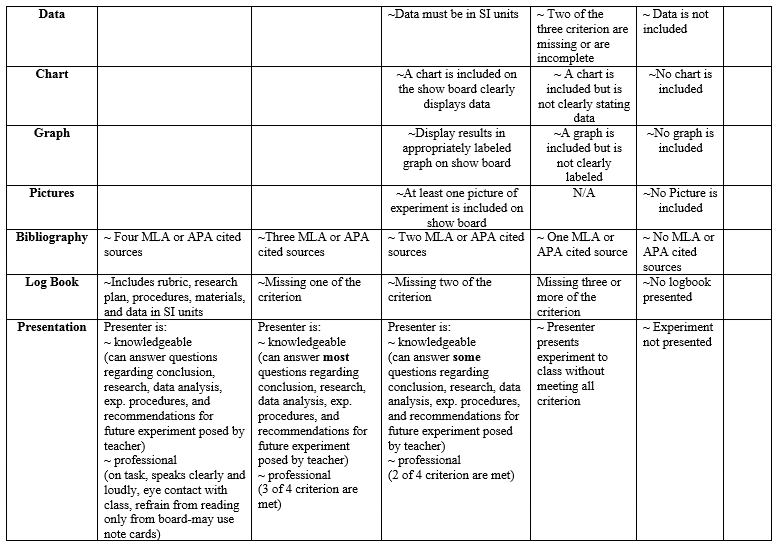 Data
~Data must be in SI units
~ Two of the
three criterion are
missing or are
incomplete
~ Data is not
included
Chart
~A chart is included on
the show board clearly
displays data
~ A chart is
included but is
not clearly stating
data
~No chart is
included
Graph
~Display results in
appropriately labeled
graph on show board
~A graph is
included but is
not clearly
labeled
~No graph is
included
Pictures
~At least one picture of
experiment is included on
show board
N/A
~No Picture is
included
Bibliography
~ Four MLA or APA cited
sources
~Three MLA or APA
cited sources
~ Two MLA or APA cited
sources
~ One MLA or
APA cited source
~ No MLA or
APA cited
sources
Log Book
~Includes rubric, research
plan, procedures, materials,
and data in SI units
~Missing one of the
criterion
~Missing two of the
criterion
Missing three or
more of the
criterion
~No logbook
presented
Presentation
Presenter is:
~ knowledgeable
(can answer questions
regarding conclusion,
research, data analysis,
exp. procedures, and
recommendations for
future experiment posed by
teacher)
~ professional
(on task, speaks clearly and
loudly, eye contact with
class, refrain from reading
only from board-may use
note cards)
Presenter is:
~ knowledgeable
(can answer most
questions regarding
conclusion, research,
data analysis, exp.
procedures, and
recommendations for
future experiment
posed by teacher)
~ professional
(3 of 4 criterion are
met)
Presenter is:
~ knowledgeable
(can answer some
questions regarding
conclusion, research, data
analysis, exp. procedures,
and recommendations for
future experiment posed
by teacher)
~ professional
(2 of 4 criterion are met)
~ Presenter
presents
experiment to
class without
meeting all
criterion
~ Experiment
not presented